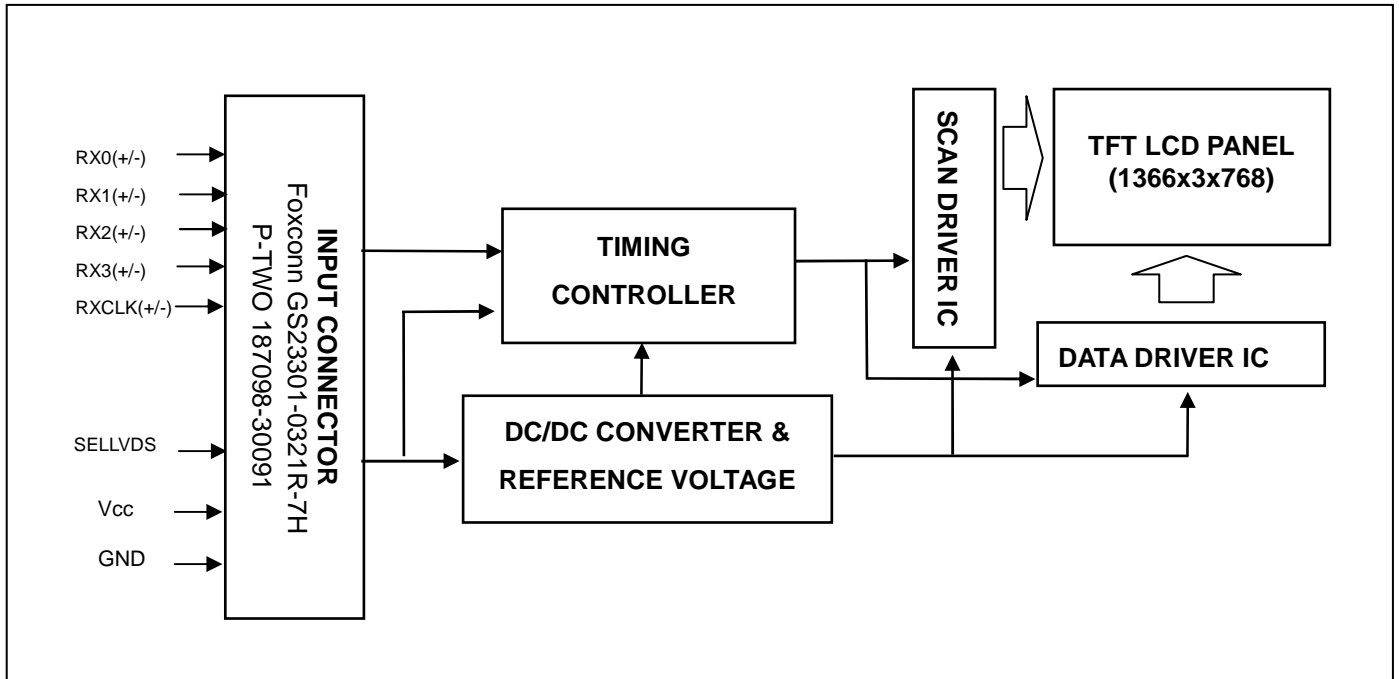 RX0(+/-)
RX1(+/-)
RX2(+/-)
RX3(+/-)
RXCLK(+/-)
SELLVDS
Vcc
GND
INPUT CONNECTOR
Foxconn GS23301-0321R-7H
P-TWO 187098-30091
TIMING
CONTROLLER
DC/DC CONVERTER &
REFERENCE VOLTAGE
SCAN DRIVER IC
TFT LCD PANEL
(1366x3x768)
DATA DRIVER IC